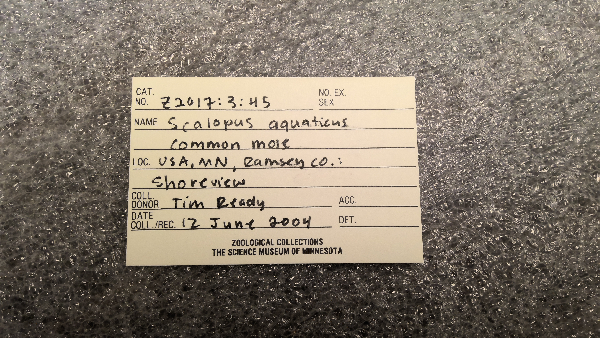 CAT. NO. Z2017:3:45 NO. EX. SEX
NAME Scalopus aquaticus
common mole
LOC. USA, MN, Ramsey CO.:
Shoreview
COLL. DONOR Tim Ready ACC.
DATE COLL./REC. 12 June 2004 DET.
ZOOLOGICAL COLLECTIONS
THE SCIENCE MUSEUM OF MINNESOTA